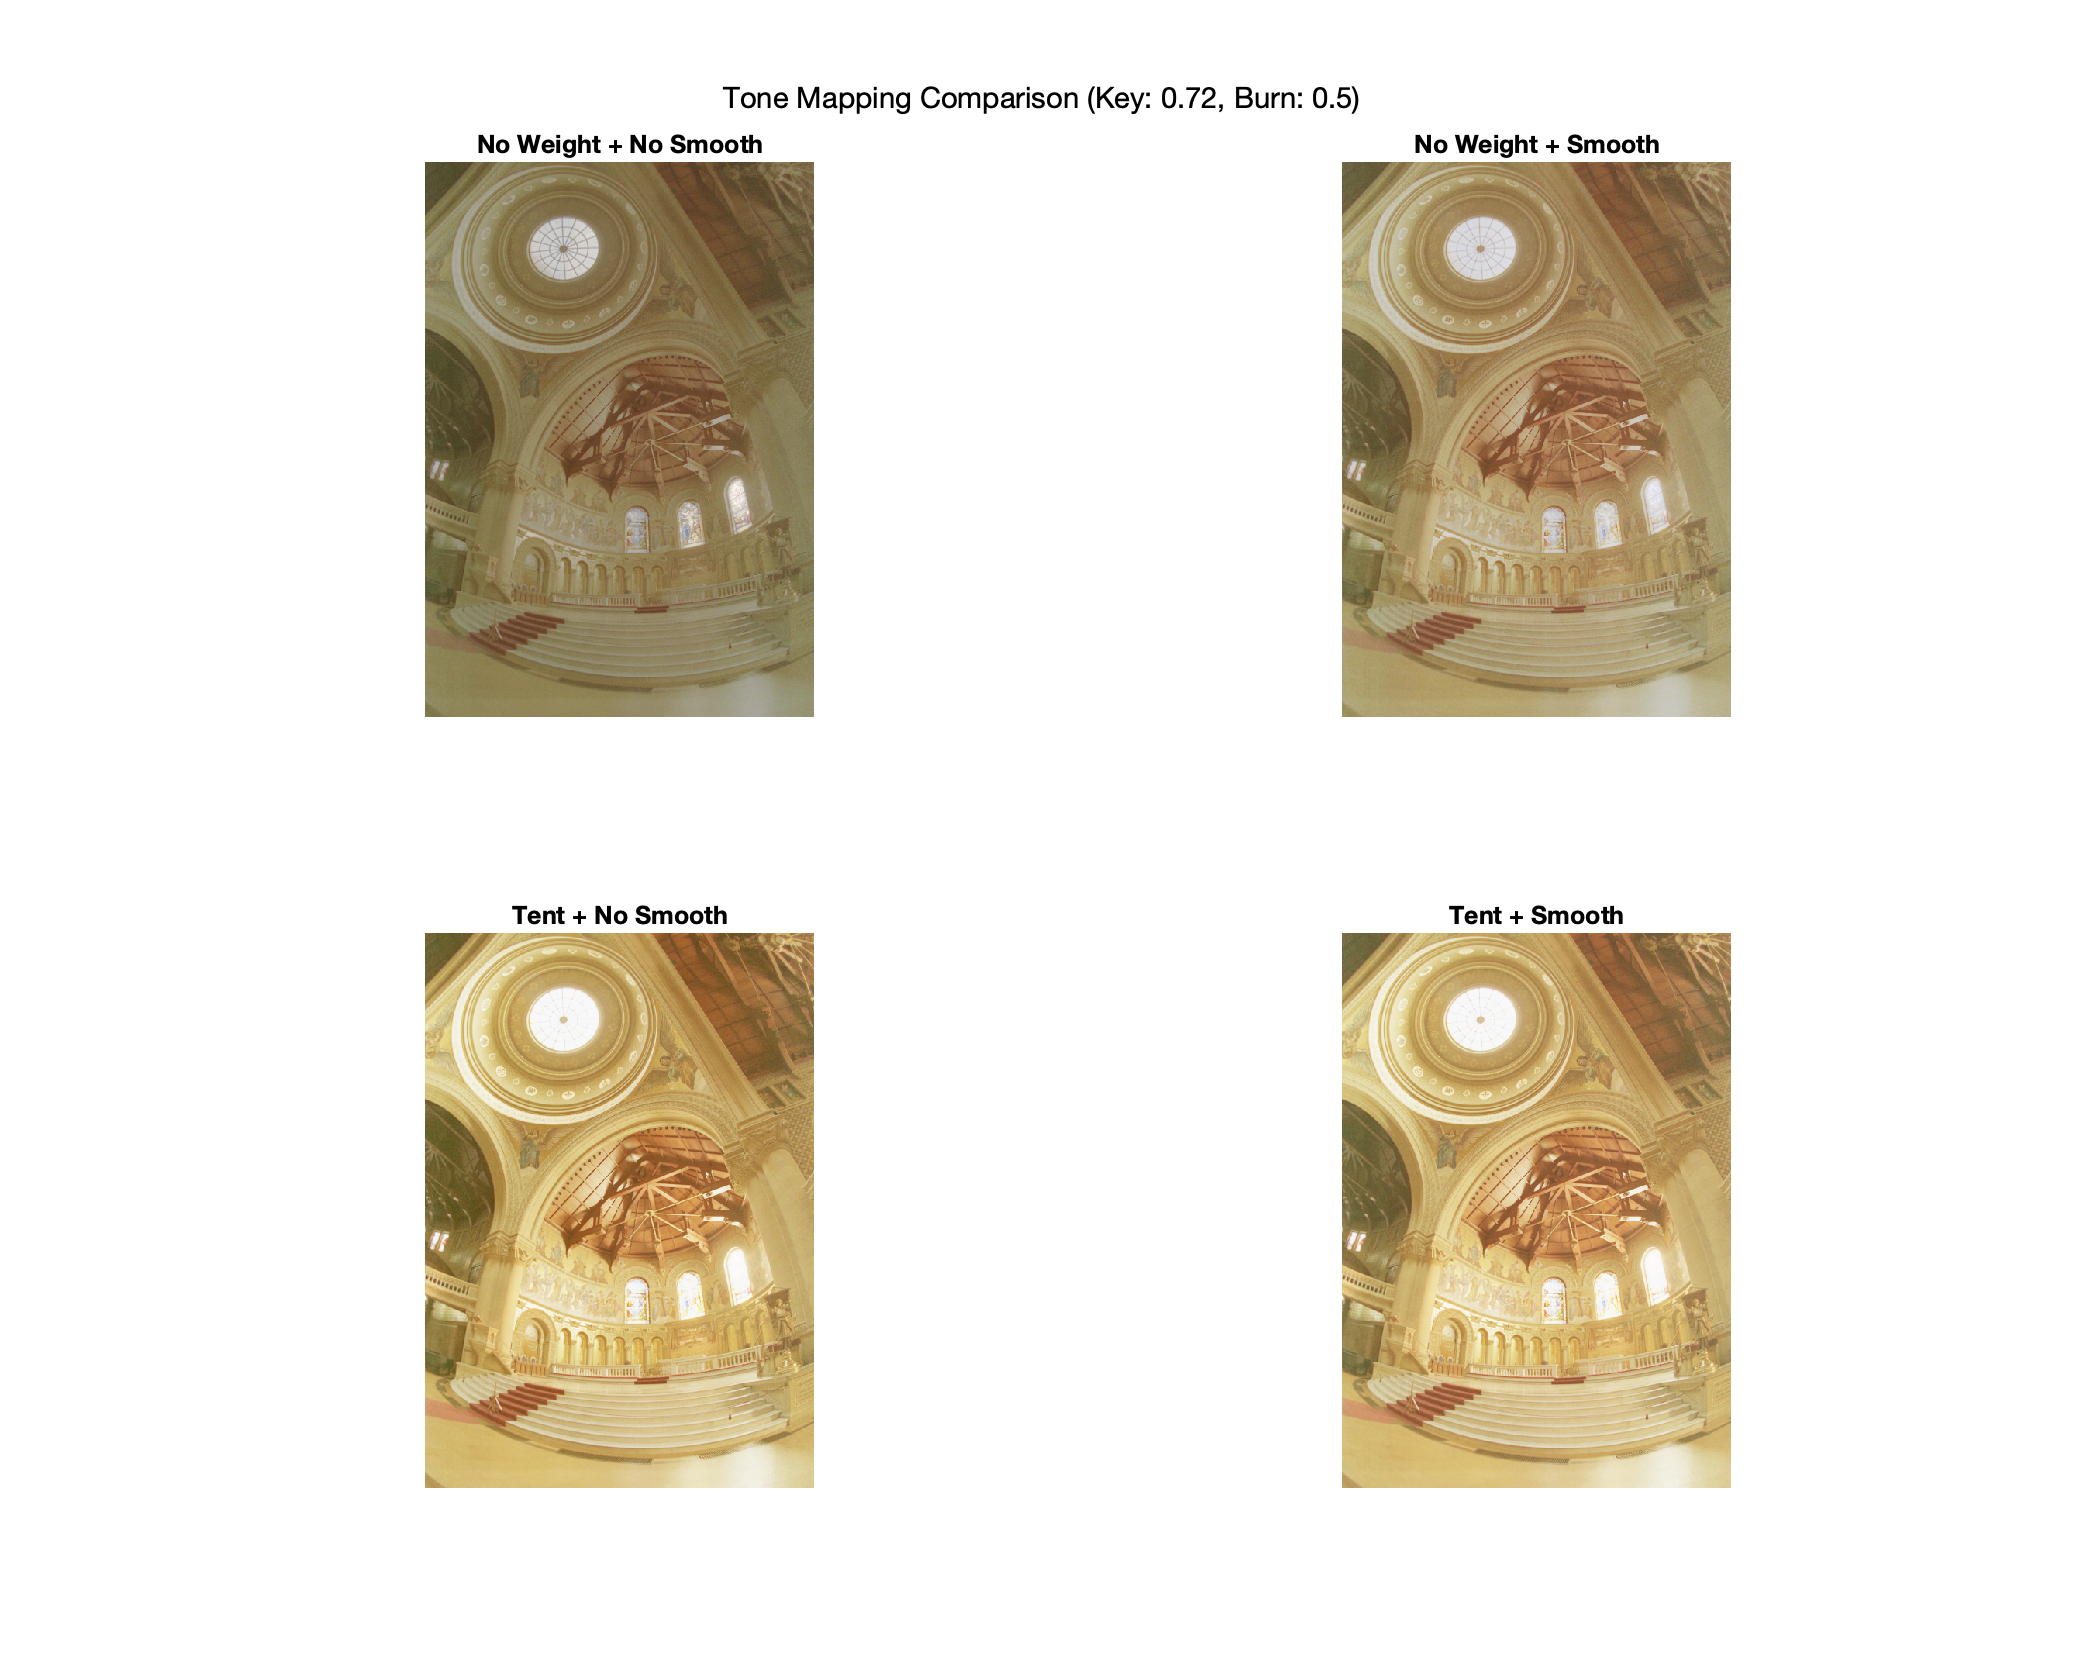 Tone Mapping Comparison (Key: 0.72, Burn: 0.5)
No Weight + No Smooth
No Weight + Smooth
Tent + No Smooth
Tent + Smooth